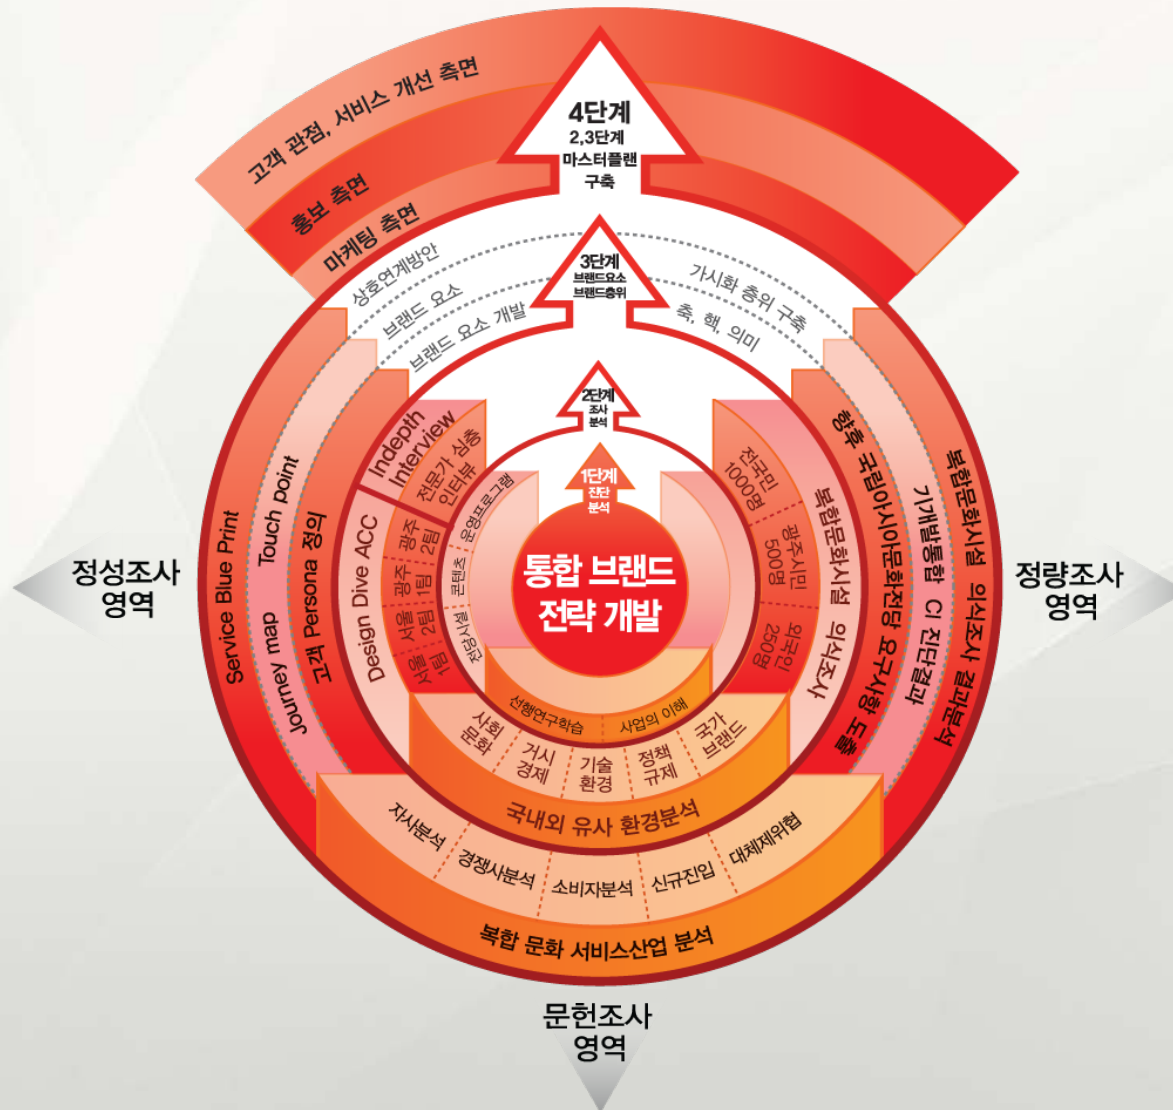 고객 관점, 서비스 개선 측면
홍보 측면
마케팅 측면
4단계
2,3단계
마스터플랜
구축
상호연계방안
브랜드 요소
브랜드 요소 개발
3단계
브랜드요소
브랜드층위
가시화 층위 구축
축, 핵, 의미
2단계
조사
분석
1단계
진단
분석
통합 브랜드
전략 개발
정성조사
영역
Service Blue Print
Journey map
Touch point
고객 Persona 정의
Indepth
Interview
전문가 심층
인터뷰
Design Dive ACC
광주
2팀
광주
1팀
서울
2팀
서울
1팀
운영프로그램
콘텐츠
전당시설
전국민
1000명
광주시민
500명
외국인
250명
복합문화시설 의식조사
향후 국립아시아문화전당 요구사항 도출
기개발통합 CI 진단결과
복합문화시설 의식조사 결과분석
정량조사
영역
선행연구학습
사업의 이해
사회
문화
거시
경제
기술
환경
정책
규제
국가
브랜드
국내외 유사 환경분석
자사분석
경쟁사분석
소비자분석
신규진입
대체제위협
복합 문화 서비스산업 분석
문헌조사
영역